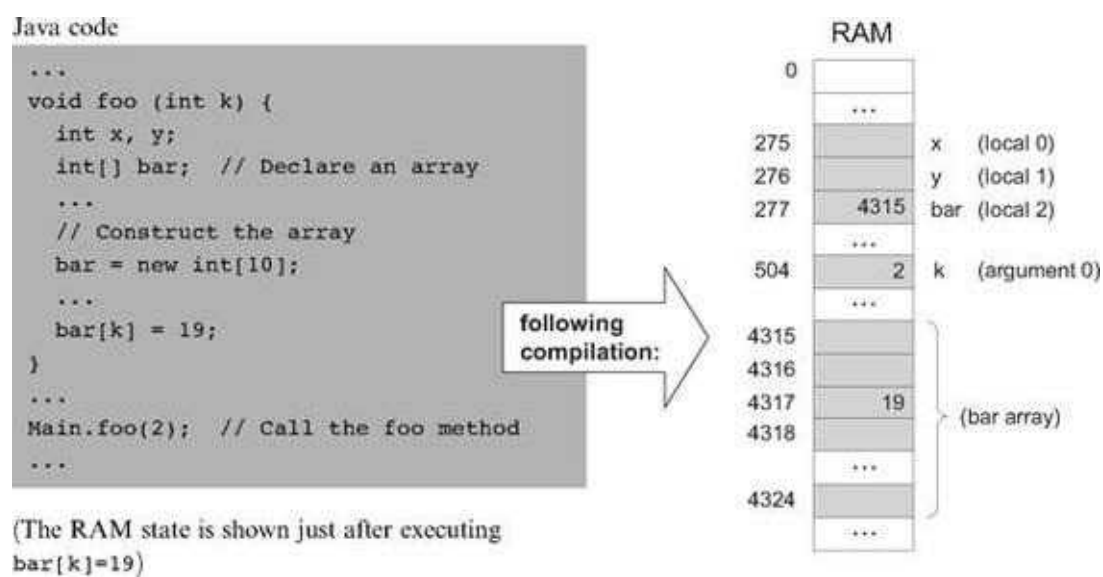 Java code
...
void foo (int k) {
int x, y;
int[] bar; // Declare an array
...
// Construct the array
bar = new int[10];
...
bar[k] = 19;
}
...
Main.foo(2); // Call the foo method
...
(The RAM state is shown just after executing
bar[k]=19)
following
compilation:
RAM
0
...
275 x (local 0)
276 y (local 1)
277 4315 bar (local 2)
...
504 2 k (argument 0)
...
4315
4316
4317 19
(bar array)
4318
...
4324
...